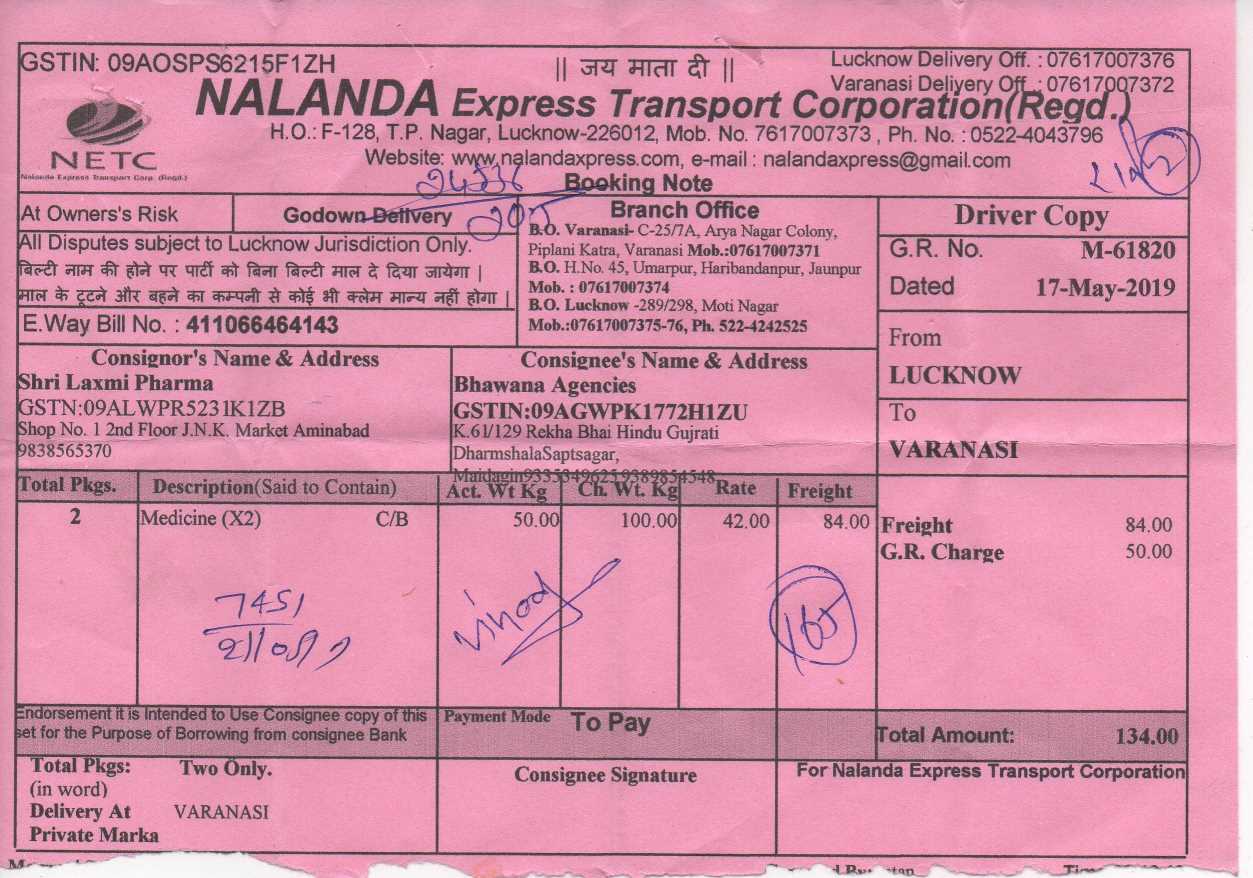 GSTIN: 09AOSPS6215F1ZH
|| जय माता दी ||
Lucknow Delivery Off. : 07617007376
Varanasi Delivery Off. : 07617007372
NALANDA Express Transport Corporation(Regd.)
H.O.: F-128, T.P. Nagar, Lucknow-226012, Mob. No. 7617007373 , Ph. No. : 0522-4043796
Website: www.nalandaxpress.com, e-mail : nalandaxpress@gmail.com
NETC
Nalanda Express Transport Corp. (Regd.)
Booking Note
At Owners's Risk
Godown Delivery
All Disputes subject to Lucknow Jurisdiction Only.
बिल्टी नाम की होने पर पार्टी को बिना बिल्टी माल दे दिया जायेगा |
माल के टूटने और बहने का कम्पनी से कोई भी क्लेम मान्य नहीं होगा |
E.Way Bill No. : 411066464143
Branch Office
B.O. Varanasi- C-25/7A, Arya Nagar Colony,
Piplani Katra, Varanasi Mob.:07617007371
B.O. H.No. 45, Umarpur, Haribandanpur, Jaunpur
Mob. : 07617007374
B.O. Lucknow -289/298, Moti Nagar
Mob.:07617007375-76, Ph. 522-4242525
Driver Copy
G.R. No. M-61820
Dated 17-May-2019
From
LUCKNOW
To
VARANASI
Consignor's Name & Address
Shri Laxmi Pharma
GSTN:09ALWPR5231K1ZB
Shop No. 1 2nd Floor J.N.K. Market Aminabad
9838565370
Consignee's Name & Address
Bhawana Agencies
GSTIN:09AGWPK1772H1ZU
K.61/129 Rekha Bhai Hindu Gujrati
DharmshalaSaptsagar,
Maidagin9335349625 9389854548
Total Pkgs. Description(Said to Contain) Act. Wt Kg Ch. Wt. Kg Rate Freight
2 Medicine (X2) C/B 50.00 100.00 42.00 84.00
Freight 84.00
G.R. Charge 50.00
7451
vinod
165
Endorsement it is Intended to Use Consignee copy of this
set for the Purpose of Borrowing from consignee Bank
Payment Mode To Pay
Total Amount: 134.00
Total Pkgs: Two Only.
(in word)
Delivery At VARANASI
Private Marka
Consignee Signature
For Nalanda Express Transport Corporation